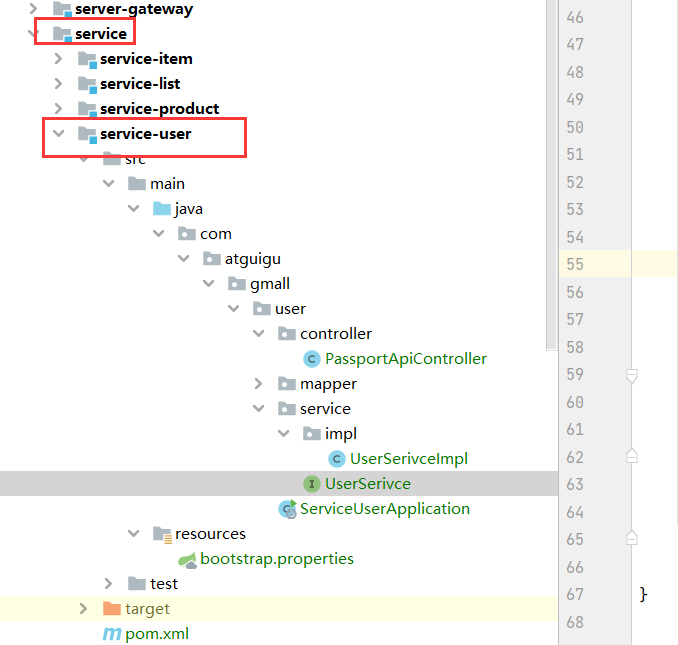 server-gateway
service
service-item
service-list
service-product
service-user
src
main
java
com
atguigu
gmall
user
controller
PassportApiController
mapper
service
impl
UserSerivceImpl
UserSerivce
ServiceUserApplication
resources
bootstrap.properties
test
target
pom.xml
46
47
48
49
50
51
52
53
54
55
56
57
58
59
60
61
62
63
64
65
66
67 }
68